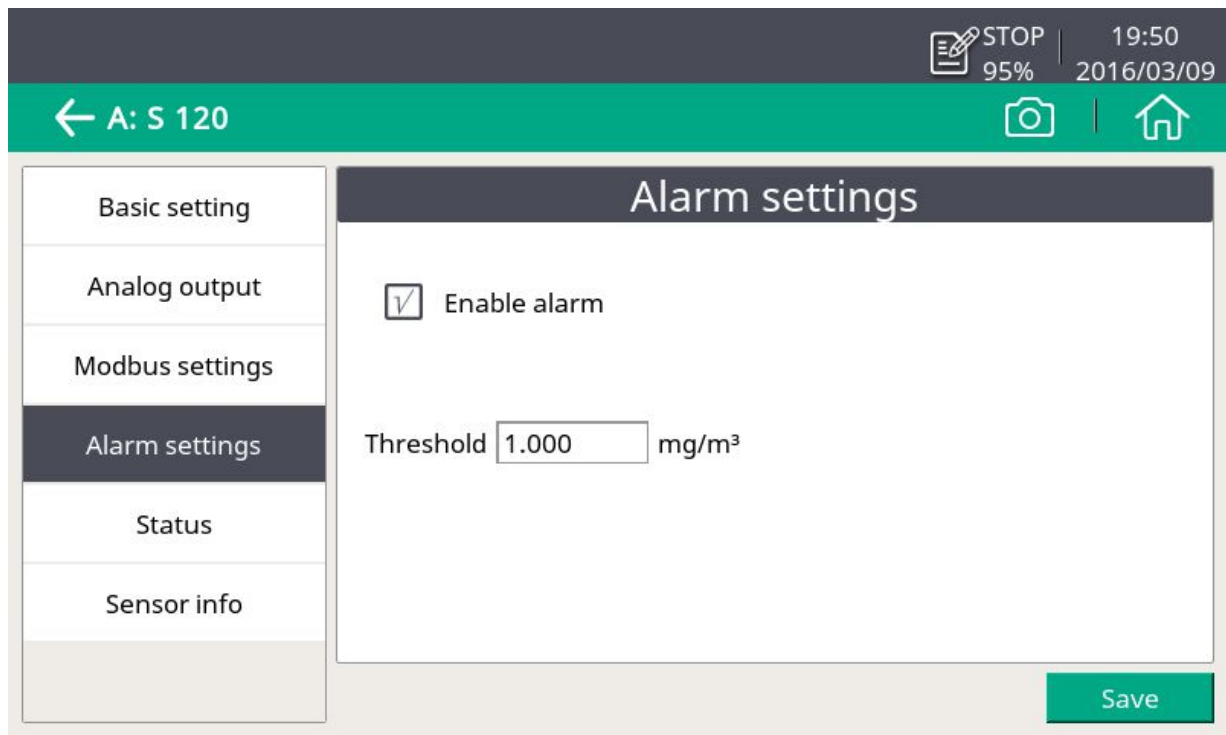 STOP 19:50
95% 2016/03/09
A: S 120
Basic setting
Analog output
Modbus settings
Alarm settings
Status
Sensor info
Alarm settings
√ Enable alarm
Threshold 1.000 mg/m³
Save